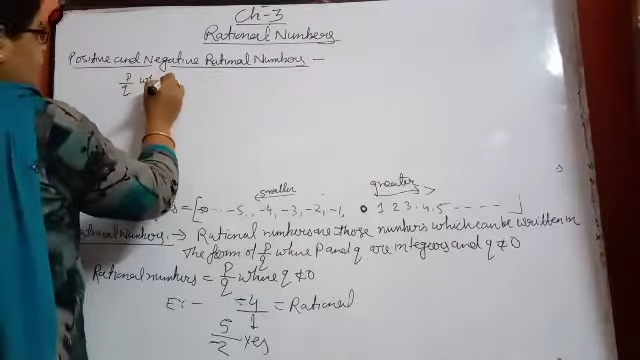 Ch-3
Rational Numbers
Positive and Negative Rational Numbers -
p/q wh
smaller greater
= [-∞ ... -5, -4, -3, -2, -1, 0 1 2 3 4, 5 ----- ]
Rational numbers are those numbers which can be written in
the form of P/q where P and q are integers and q ≠ 0
Rational numbers = P/q where q ≠ 0
Ex: - -4 = Rational
5/-2 yes